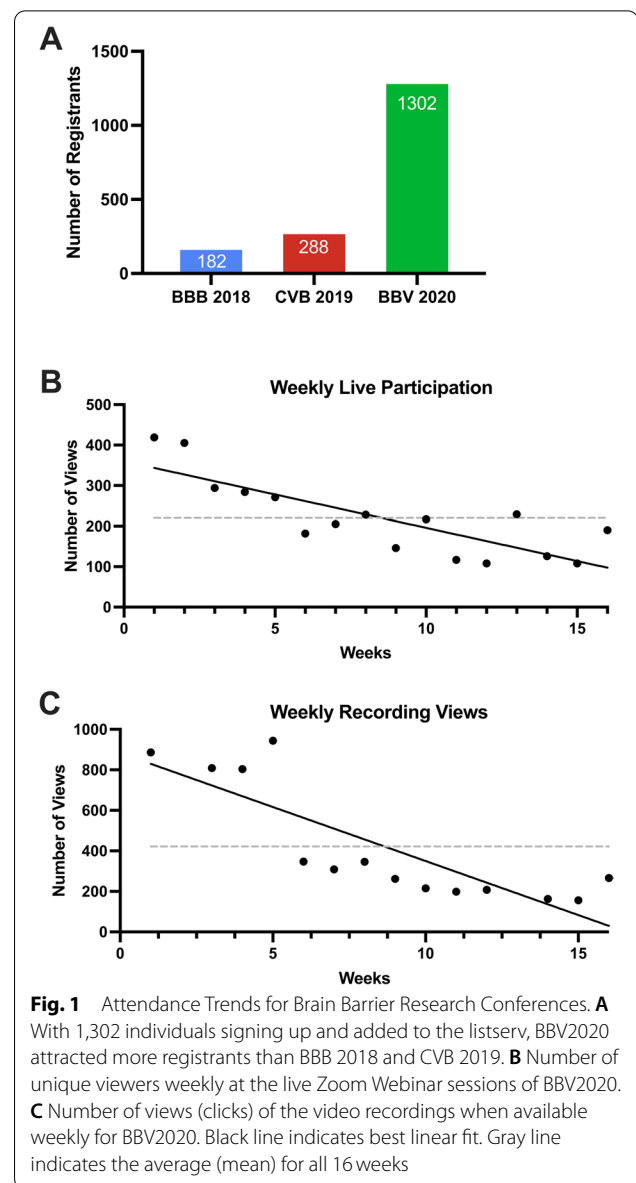 A
1500
1000
500
0
Number of Registrants
182
288
1302
BBB 2018
CVB 2019
BBV 2020
B
Weekly Live Participation
500
400
300
200
100
0
Number of Views
0
5
10
15
Weeks
C
Weekly Recording Views
1000
800
600
400
200
0
Number of Views
0
5
10
15
Weeks
Fig. 1 Attendance Trends for Brain Barrier Research Conferences. A
With 1,302 individuals signing up and added to the listserv, BBV2020
attracted more registrants than BBB 2018 and CVB 2019. B Number of
unique viewers weekly at the live Zoom Webinar sessions of BBV2020.
C Number of views (clicks) of the video recordings when available
weekly for BBV2020. Black line indicates best linear fit. Gray line
indicates the average (mean) for all 16 weeks